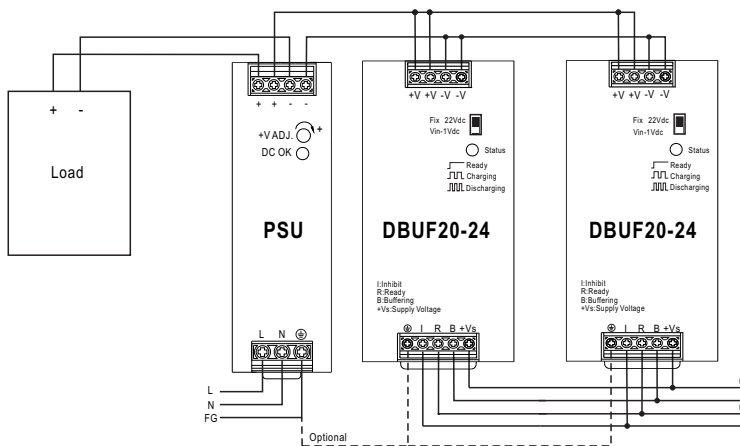 + -
Load
+ + - -
+V ADJ. +
DC OK
PSU
L N
L
N
FG
Optional
+V +V -V -V
Fix 22Vdc
Vin-1Vdc
Status
Ready
Charging
Discharging
DBUF20-24
I:Inhibit
R:Ready
B:Buffering
+Vs:Supply Voltage
I R B +Vs
+V +V -V -V
Fix 22Vdc
Vin-1Vdc
Status
Ready
Charging
Discharging
DBUF20-24
I:Inhibit
R:Ready
B:Buffering
+Vs:Supply Voltage
I R B +Vs